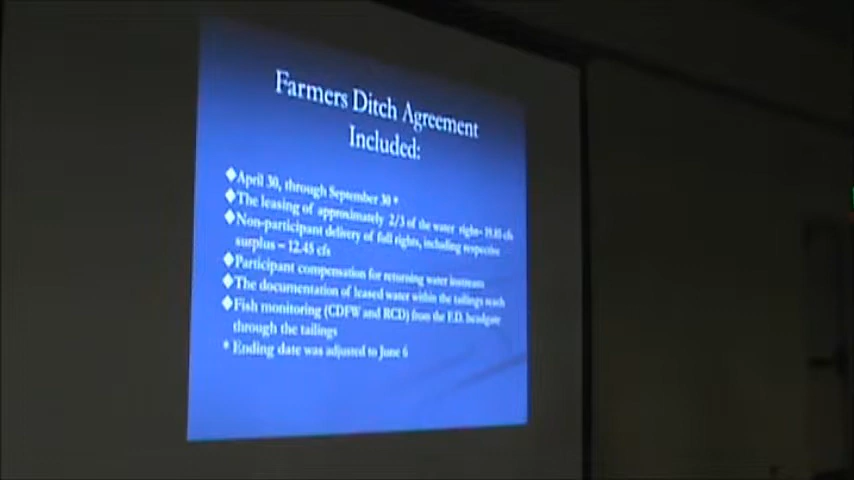 Farmers Ditch Agreement
Included:
◆April 30, through September 30 *
◆The leasing of approximately 2/3 of the water right- cfs
◆Non-participant delivery of full rights, including respective
surplus – 12.45 cfs
◆Participant compensation for returning water instream
◆The documentation of leased water within the tailings reach
◆Fish monitoring (CDFW and RCD) from the F.D. headgate
through the tailings
* Ending date was adjusted to June 6